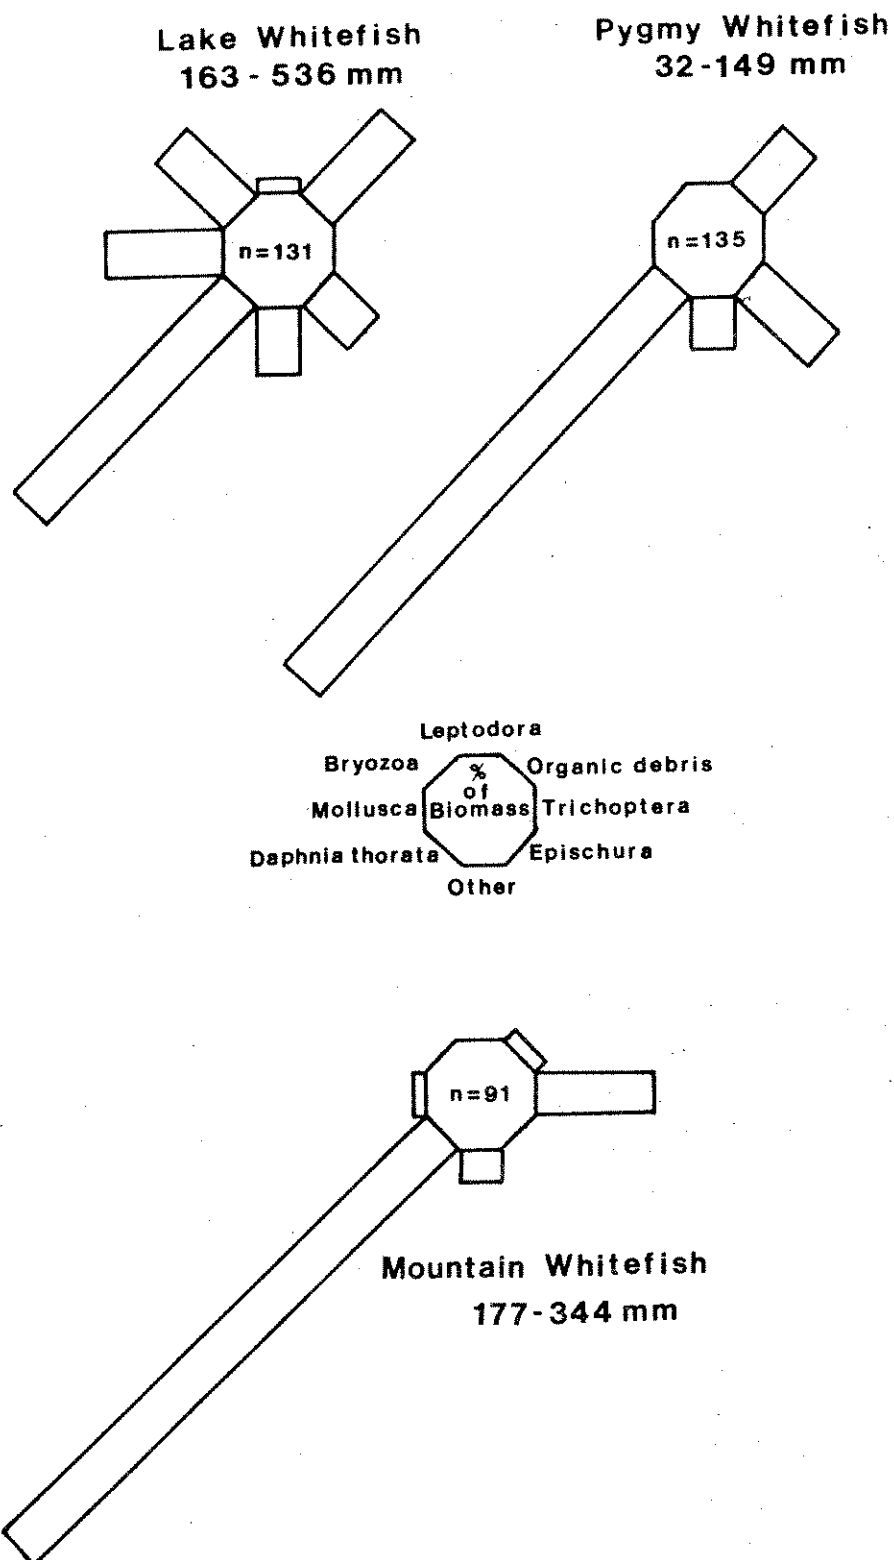 Lake Whitefish
163 - 536 mm
Pygmy Whitefish
32-149 mm
n=131
n=135
Leptodora
Bryozoa
%
Organic debris
of
Mollusca
Biomass
Trichoptera
Daphnia thorata
Epischura
Other
n=91
Mountain Whitefish
177-344 mm